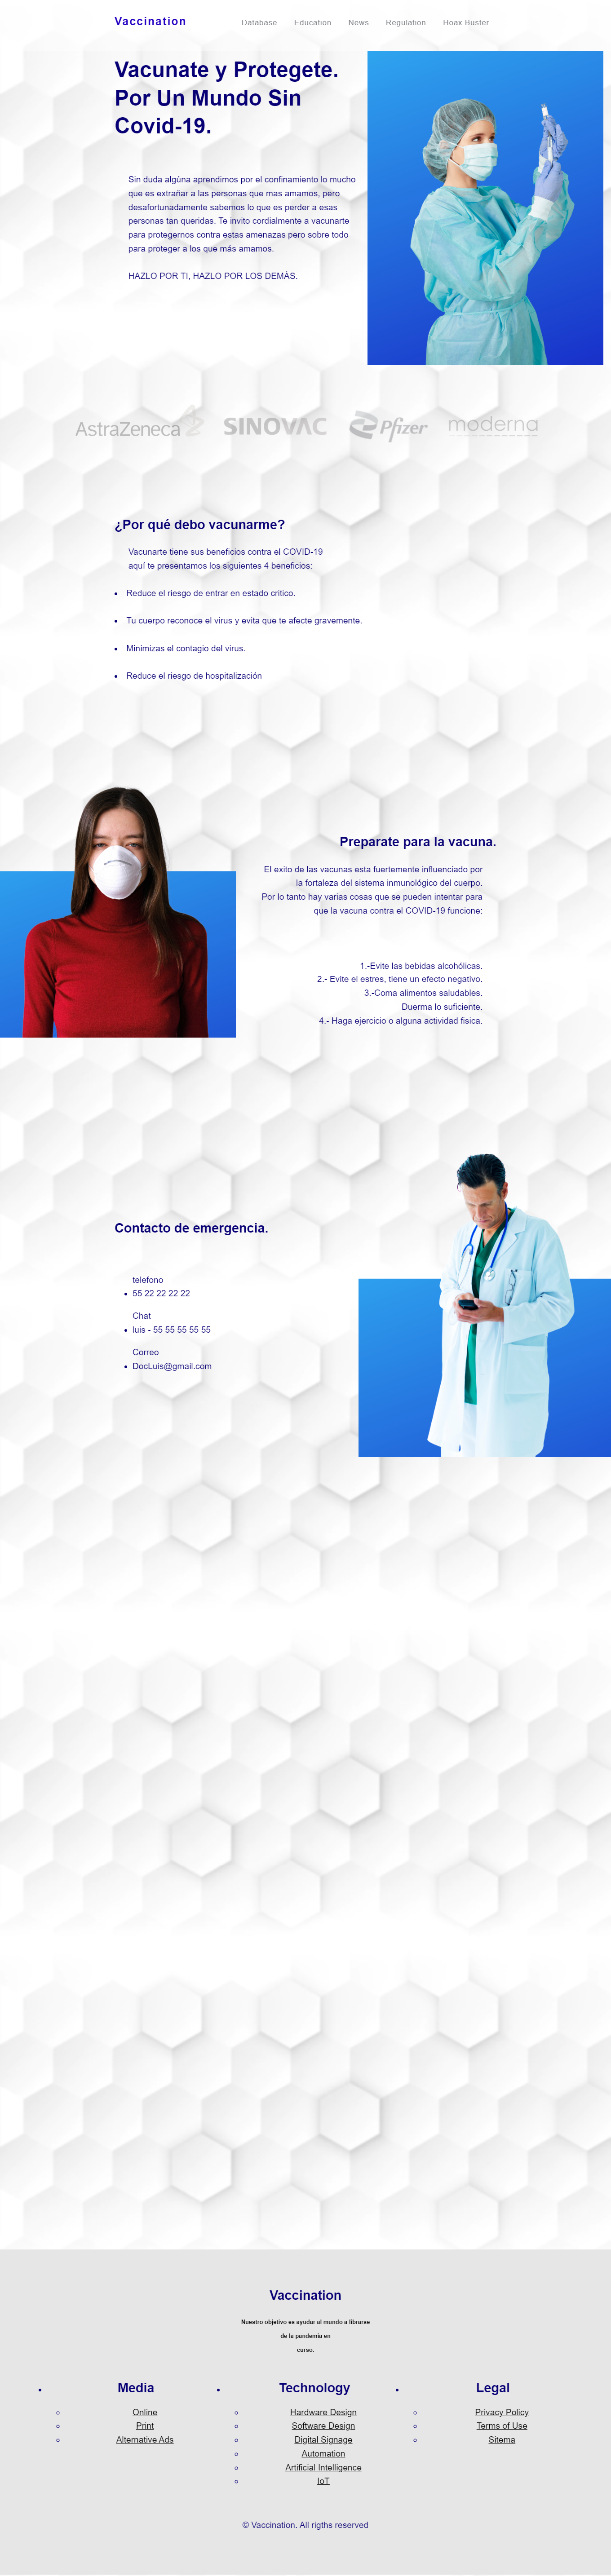 Vaccination
Database Education News Regulation Hoax Buster
Vacunate y Protegete.
Por Un Mundo Sin
Covid-19.
Sin duda algùna aprendimos por el confinamiento lo mucho
que es extrañar a las personas que mas amamos, pero
desafortunadamente sabemos lo que es perder a esas
personas tan queridas. Te invito cordialmente a vacunarte
para protegernos contra estas amenazas pero sobre todo
para proteger a los que más amamos.
HAZLO POR TI, HAZLO POR LOS DEMÀS.
AstraZeneca SINOVAC Pfizer moderna
¿Por qué debo vacunarme?
Vacunarte tiene sus beneficios contra el COVID-19
aquí te presentamos los siguientes 4 beneficios:
• Reduce el riesgo de entrar en estado critico.
• Tu cuerpo reconoce el virus y evita que te afecte gravemente.
• Minimizas el contagio del virus.
• Reduce el riesgo de hospitalización
Preparate para la vacuna.
El exito de las vacunas esta fuertemente influenciado por
la fortaleza del sistema inmunológico del cuerpo.
Por lo tanto hay varias cosas que se pueden intentar para
que la vacuna contra el COVID-19 funcione:
1.-Evite las bebidas alcohólicas.
2.- Evite el estres, tiene un efecto negativo.
3.-Coma alimentos saludables.
Duerma lo suficiente.
4.- Haga ejercicio o alguna actividad fisica.
Contacto de emergencia.
telefono
• 55 22 22 22 22
Chat
• luis - 55 55 55 55 55
Correo
• DocLuis@gmail.com
Vaccination
Nuestro objetivo es ayudar al mundo a librarse
de la pandemia en
curso.
• Media
Online
Print
Alternative Ads
• Technology
Hardware Design
Software Design
Digital Signage
Automation
Artificial Intelligence
IoT
• Legal
Privacy Policy
Terms of Use
Sitema
© Vaccination. All rigths reserved